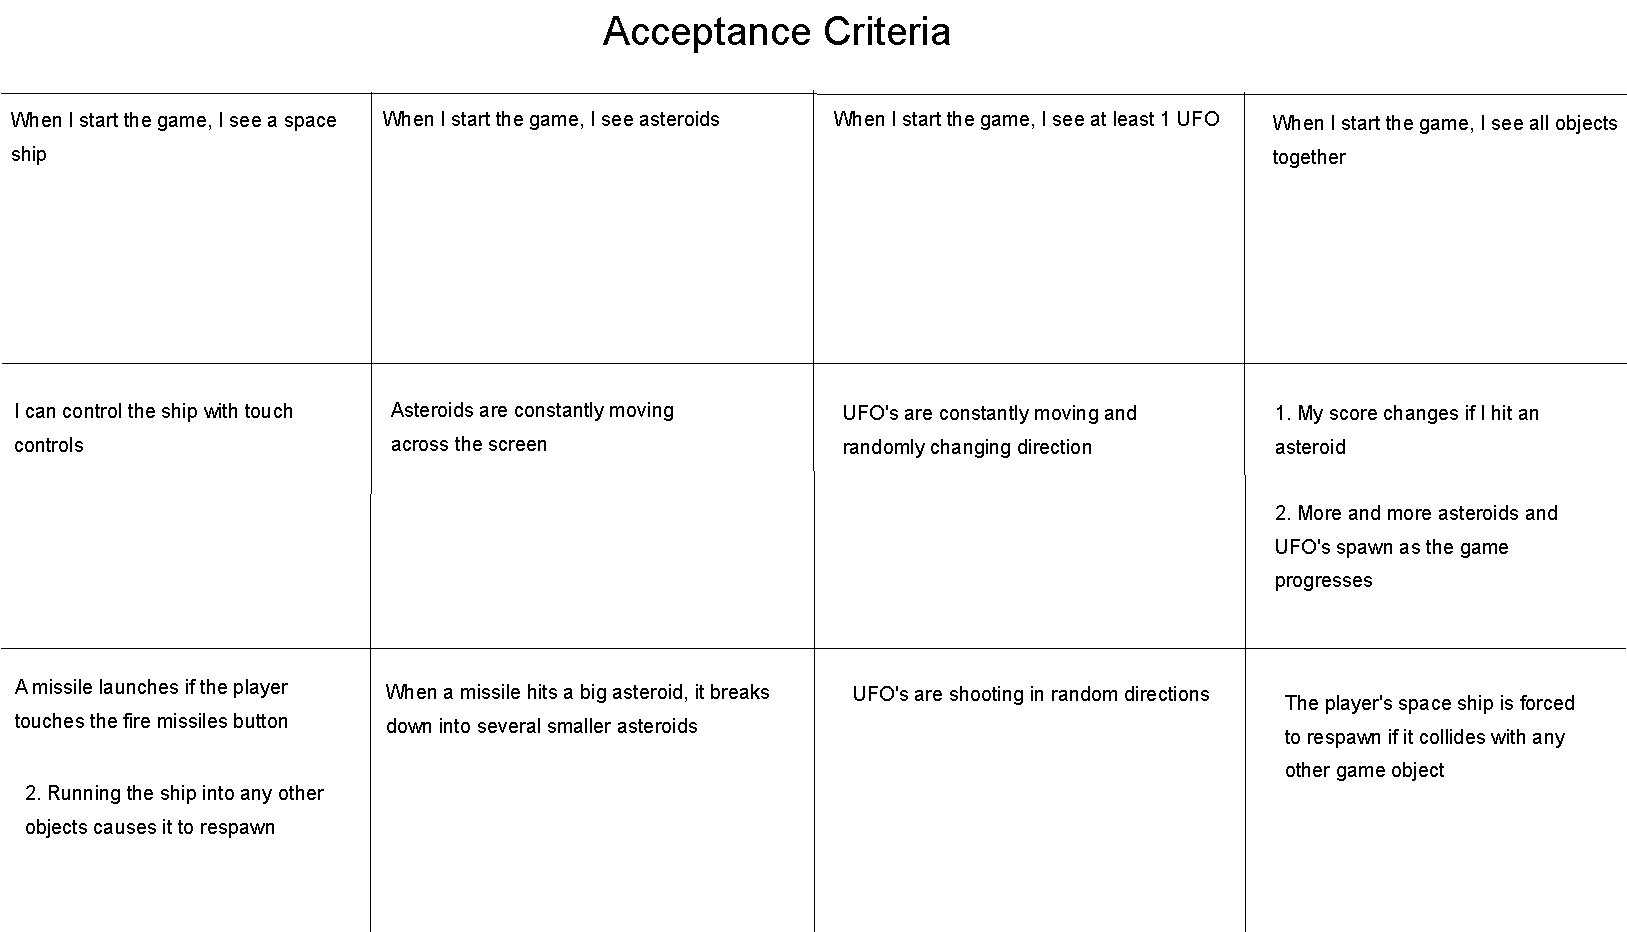 Acceptance Criteria
When I start the game, I see a space
ship
When I start the game, I see asteroids
When I start the game, I see at least 1 UFO
When I start the game, I see all objects
together
I can control the ship with touch
controls
Asteroids are constantly moving
across the screen
UFO's are constantly moving and
randomly changing direction
1. My score changes if I hit an
asteroid
2. More and more asteroids and
UFO's spawn as the game
progresses
A missile launches if the player
touches the fire missiles button
2. Running the ship into any other
objects causes it to respawn
When a missile hits a big asteroid, it breaks
down into several smaller asteroids
UFO's are shooting in random directions
The player's space ship is forced
to respawn if it collides with any
other game object